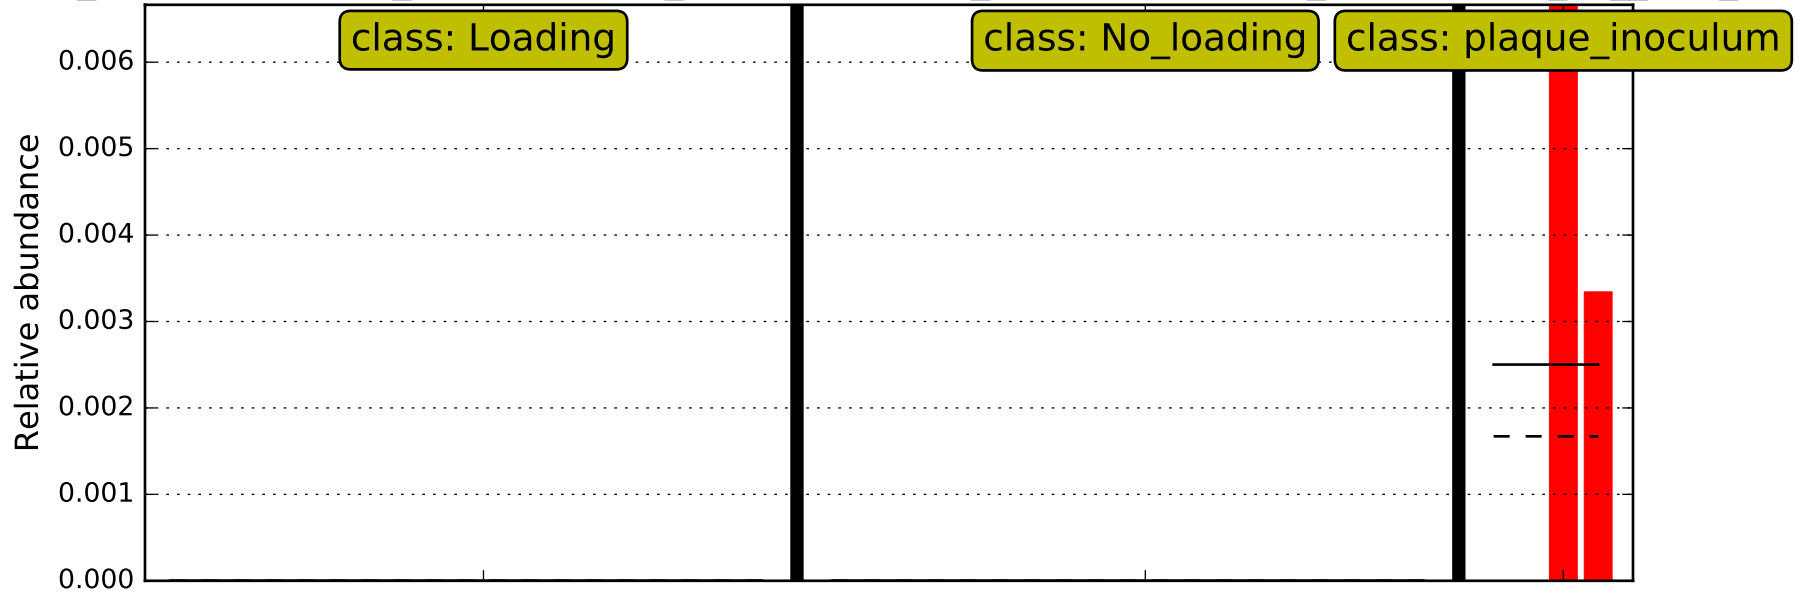 class: Loading
class: No_loading
class: plaque_inoculum
0.006
0.005
0.004
0.003
0.002
0.001
0.000
Relative abundance